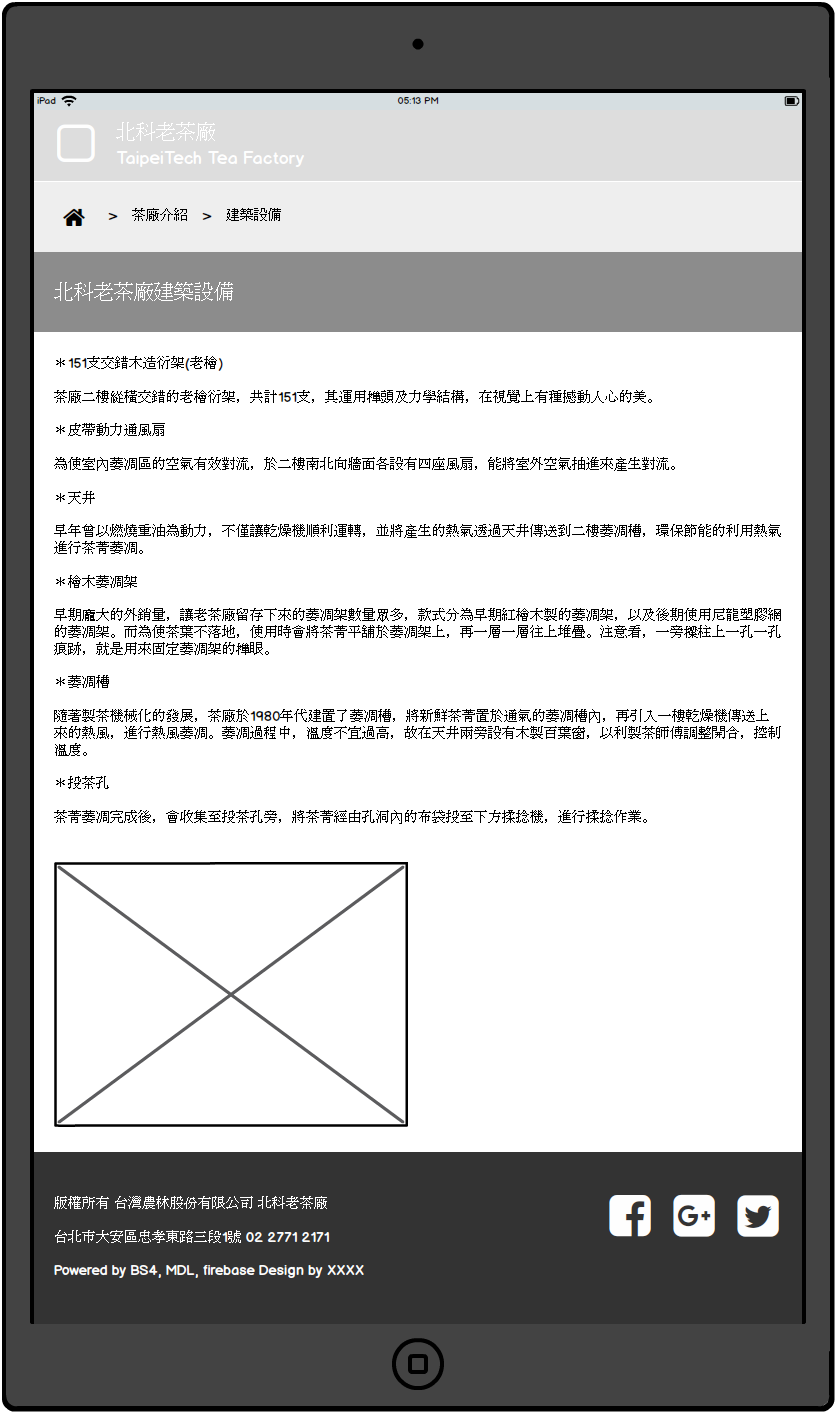 iPad
05:13 PM
北科老茶廠
TaipeiTech Tea Factory
> 茶廠介紹 > 建築設備
北科老茶廠建築設備
＊151支交錯木造衍架(老檜)
茶廠二樓縱橫交錯的老檜衍架，共計151支，其運用榫頭及力學結構，在視覺上有種撼動人心的美。
＊皮帶動力通風扇
為使室內萎凋區的空氣有效對流，於二樓南北向牆面各設有四座風扇，能將室外空氣抽進來產生對流。
＊天井
早年曾以燃燒重油為動力，不僅讓乾燥機順利運轉，並將產生的熱氣透過天井傳送到二樓萎凋槽，環保節能的利用熱氣
進行茶菁萎凋。
＊檜木萎凋架
早期龐大的外銷量，讓老茶廠留存下來的萎凋架數量眾多，款式分為早期紅檜木製的萎凋架，以及後期使用尼龍塑膠網
的萎凋架。而為使茶葉不落地，使用時會將茶菁平舖於萎凋架上，再一層一層往上堆疊。注意看，一旁樑柱上一孔一孔
痕跡，就是用來固定萎凋架的榫眼。
＊萎凋槽
隨著製茶機械化的發展，茶廠於1980年代建置了萎凋槽，將新鮮茶菁置於通氣的萎凋槽內，再引入一樓乾燥機傳送上
來的熱風，進行熱風萎凋。萎凋過程中，溫度不宜過高，故在天井兩旁設有木製百葉窗，以利製茶師傅調整開合，控制
溫度。
＊投茶孔
茶菁萎凋完成後，會收集至投茶孔旁，將茶菁經由孔洞內的布袋投至下方揉捻機，進行揉捻作業。
版權所有 台灣農林股份有限公司 北科老茶廠
台北市大安區忠孝東路三段1號 02 2771 2171
Powered by BS4, MDL, firebase Design by XXXX